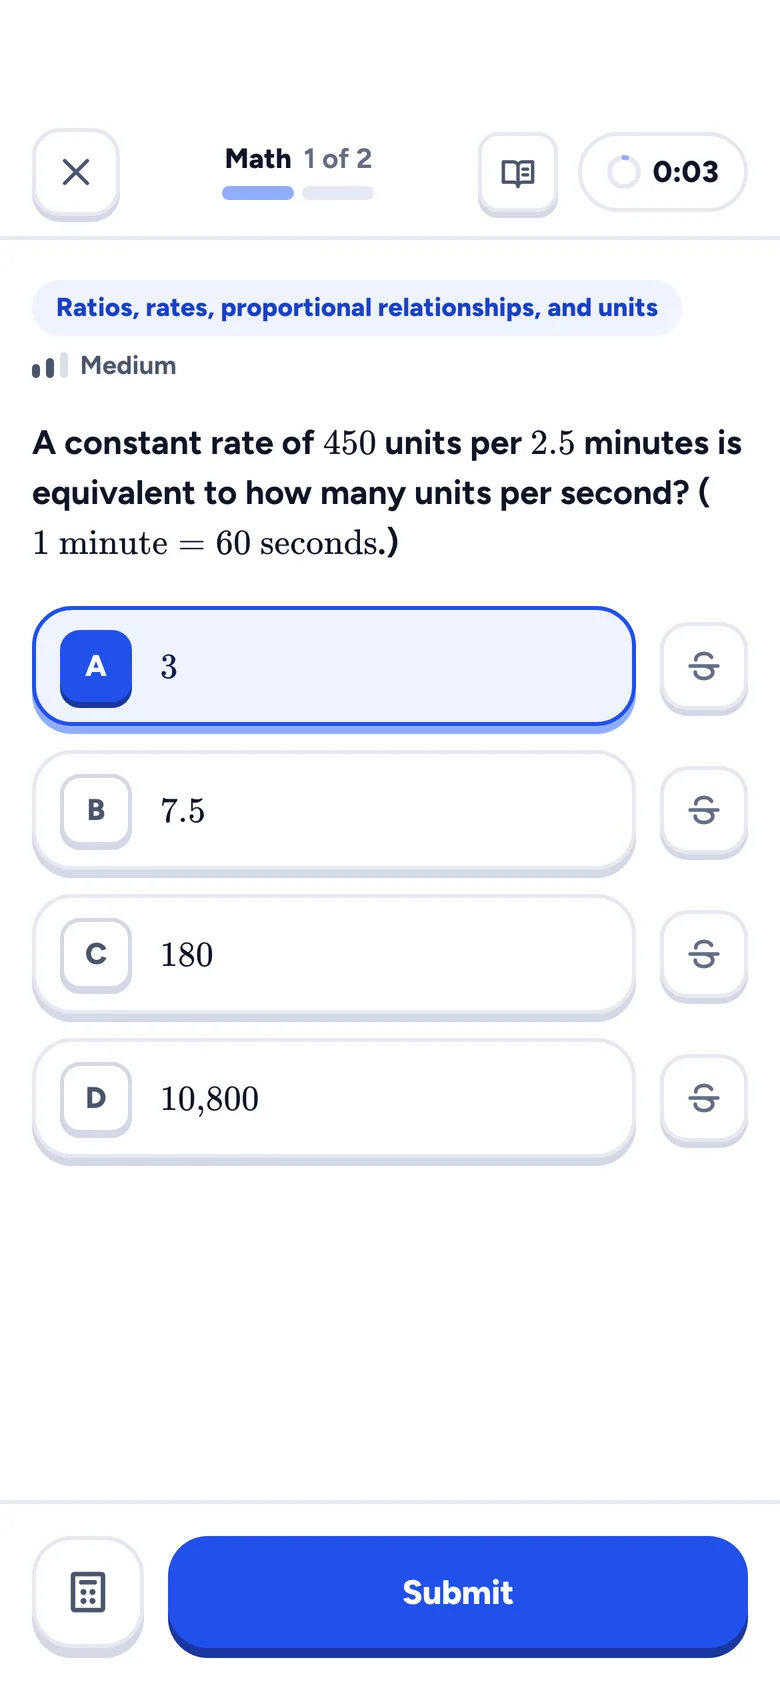 Math 1 of 2
0:03
Ratios, rates, proportional relationships, and units
Medium
A constant rate of 450 units per 2.5 minutes is
equivalent to how many units per second? (
1 minute = 60 seconds.)
A 3
B 7.5
C 180
D 10,800
Submit